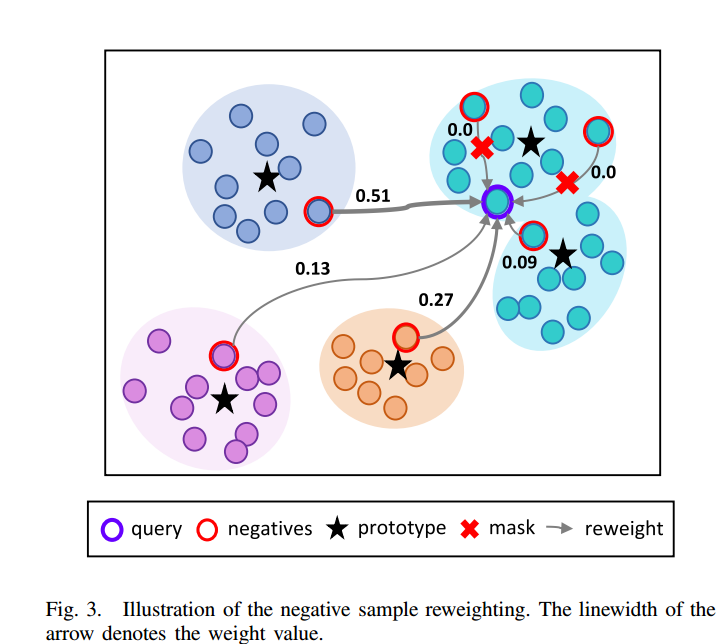 0.0
0.0
0.51
0.09
0.13
0.27
query negatives prototype mask reweight
Fig. 3. Illustration of the negative sample reweighting. The linewidth of the
arrow denotes the weight value.